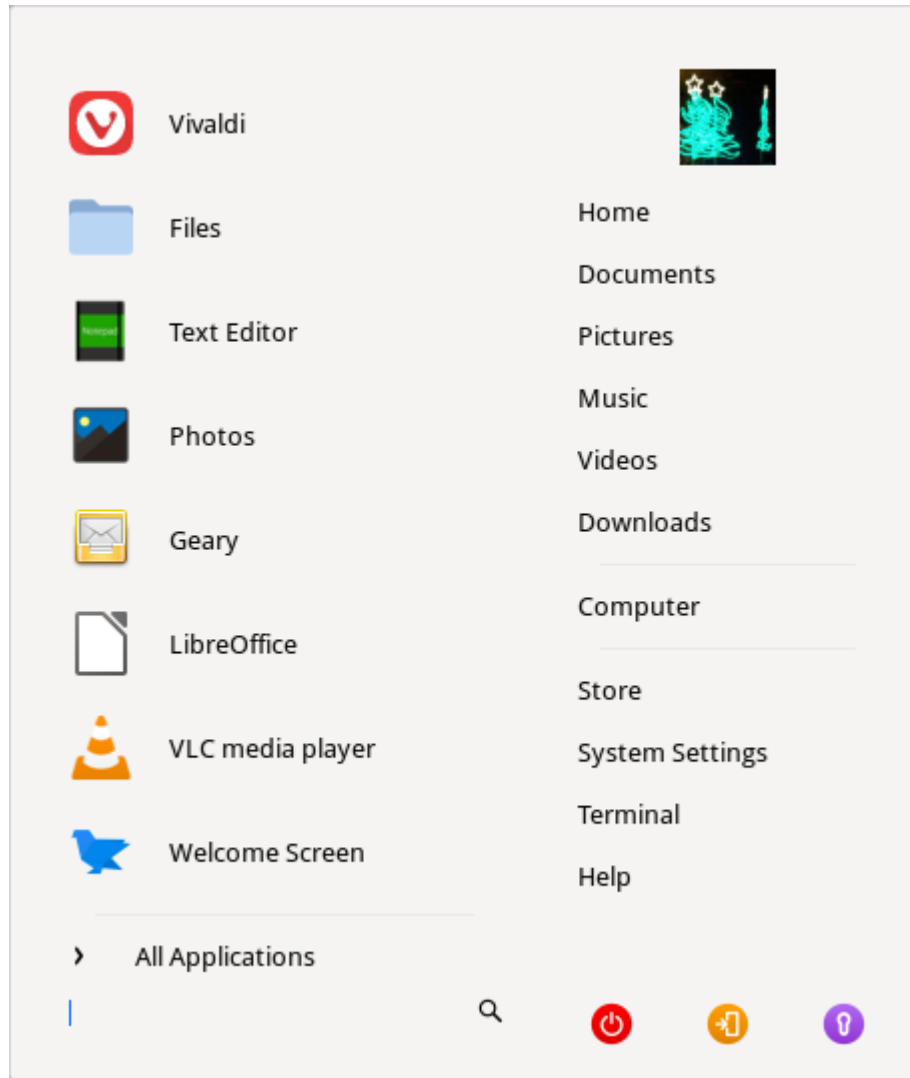 Vivaldi
Files
Notepad
Text Editor
Photos
Geary
LibreOffice
VLC media player
Welcome Screen
All Applications
Home
Documents
Pictures
Music
Videos
Downloads
Computer
Store
System Settings
Terminal
Help